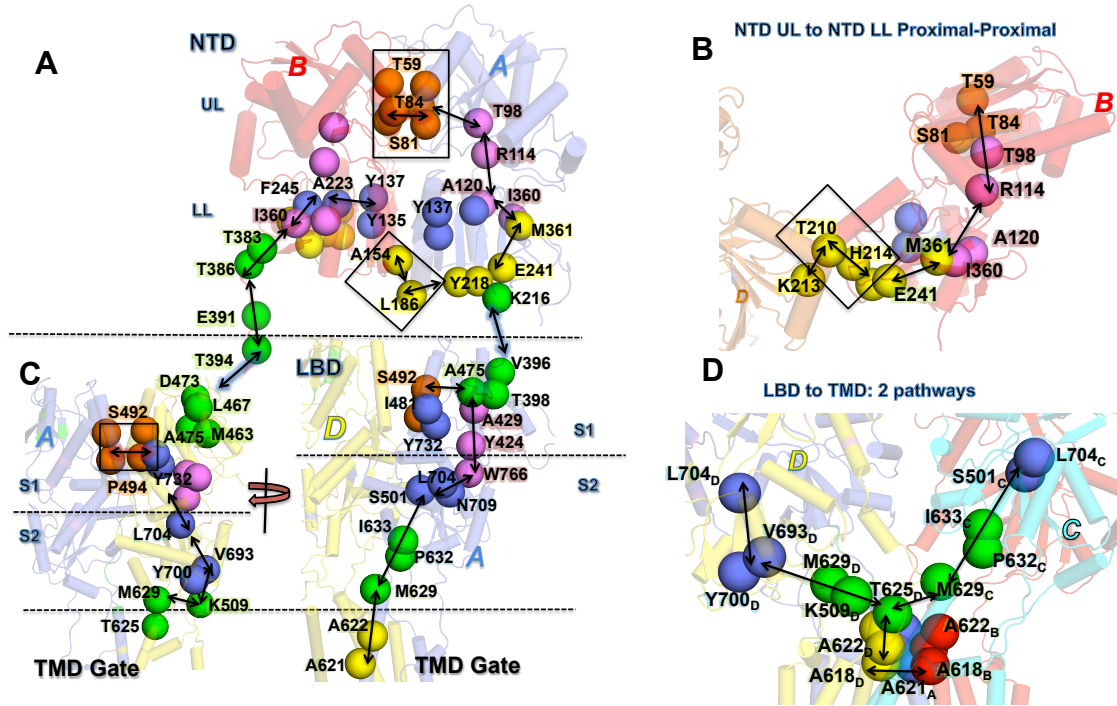 A
NTD
B
A
T59
UL
T84
S81
T98
R114
F245
A223
Y137
A120
I360
LL
I360
Y135
Y137
M361
T383
A154
T386
E241
Y218
L186
K216
E391
T394
B
NTD UL to NTD LL Proximal-Proximal
T59
B
S81
T84
T98
R114
T210
H214
M361
A120
I360
K213
E241
D
C
LBD
D473
S492
L467
A
A475
M463
P494
Y732
S1
S2
L704
V693
Y700
M629
K509
T625
TMD Gate
V396
S492
A475
T398
I481
A429
D
Y732
Y424
S1
W766
S2
L704
S501
N709
I633
A
P632
M629
A622
A621
TMD Gate
D
LBD to TMD: 2 pathways
L704D
D
S501C
L704C
I633C
C
V693D
P632C
M629D
Y700D
T625D
M629C
K509D
A622B
A622D
A618D
A618B
A621A